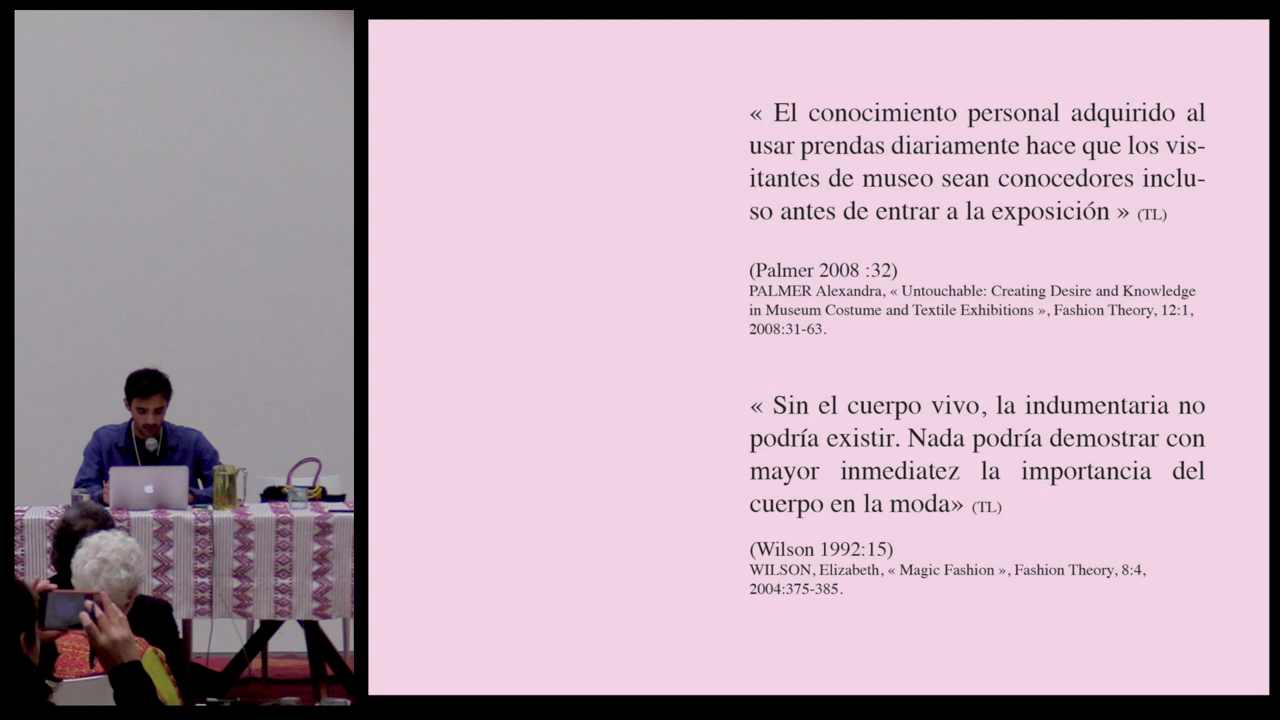 « El conocimiento personal adquirido al
usar prendas diariamente hace que los vis-
itantes de museo sean conocedores inclu-
so antes de entrar a la exposición » (TL)
(Palmer 2008 :32)
PALMER Alexandra, « Untouchable: Creating Desire and Knowledge
in Museum Costume and Textile Exhibitions », Fashion Theory, 12:1,
2008:31-63.
« Sin el cuerpo vivo, la indumentaria no
podría existir. Nada podría demostrar con
mayor inmediatez la importancia del
cuerpo en la moda» (TL)
(Wilson 1992:15)
WILSON, Elizabeth, « Magic Fashion », Fashion Theory, 8:4,
2004:375-385.